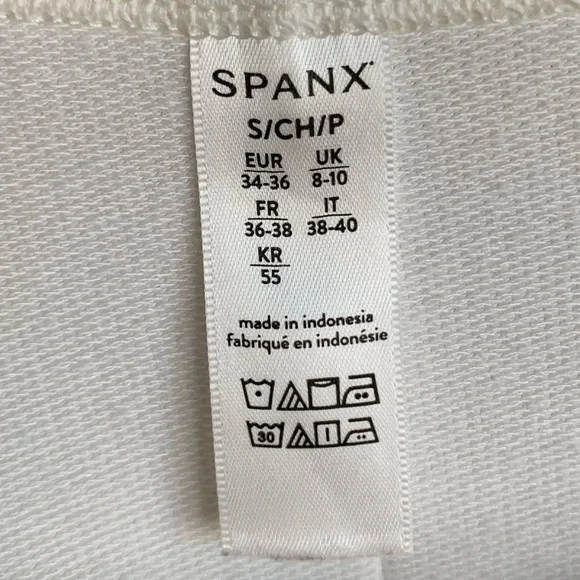 SPANX
S/CH/P
EUR UK
34-36 8-10
FR IT
36-38 38-40
KR
55
made in indonesia
fabriqué en indonésie
30